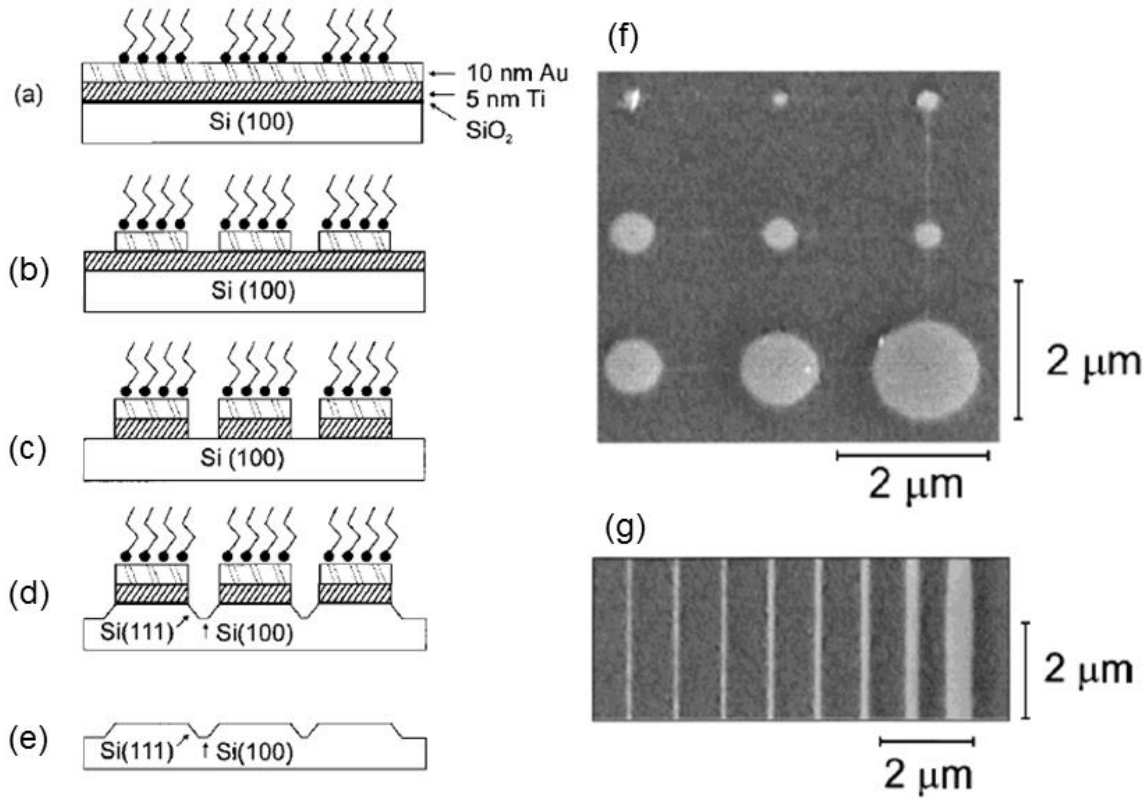 (a)
10 nm Au
5 nm Ti
SiO₂
Si (100)
(b)
Si (100)
(c)
Si (100)
(d)
Si(111)
Si(100)
(e)
Si(111)
Si(100)
(f)
2 μm
2 μm
(g)
2 μm
2 μm